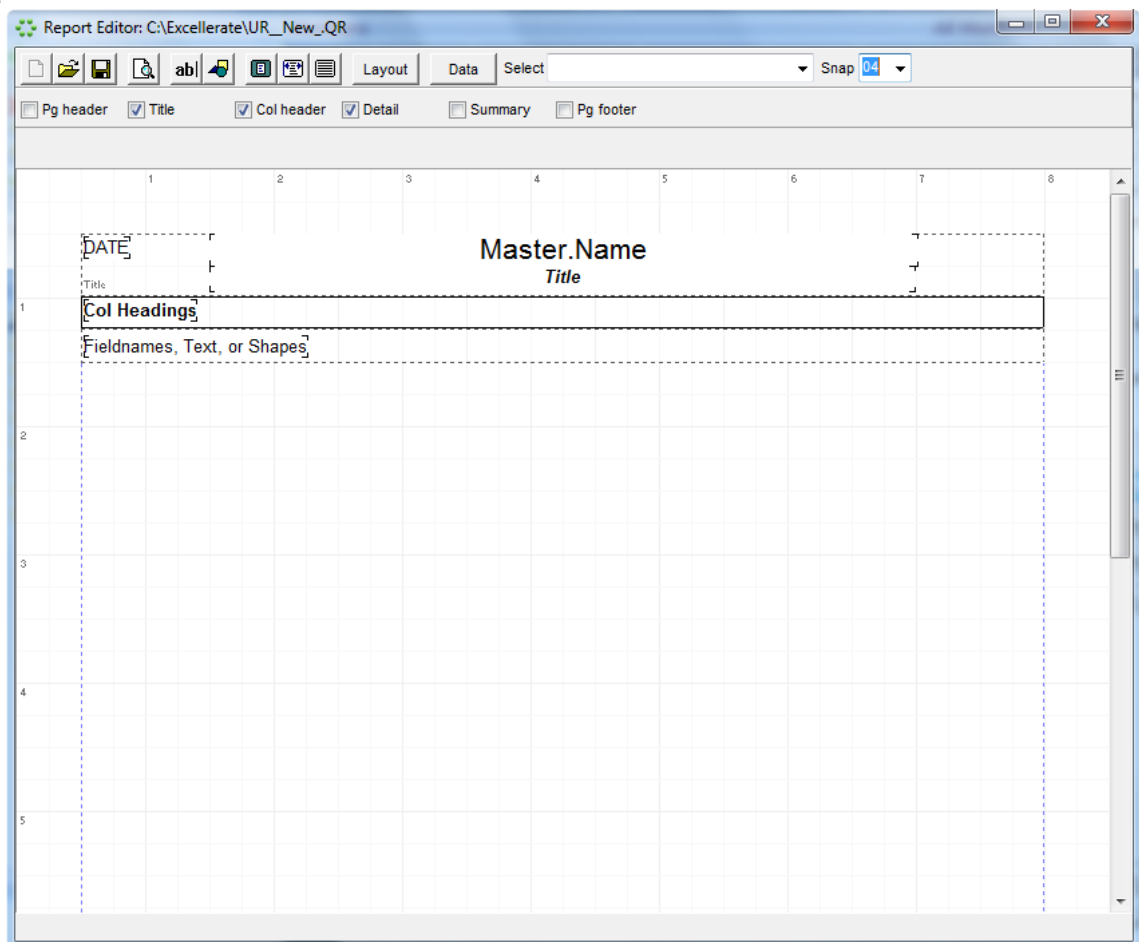 Report Editor: C:\Excellerate\UR__New_.QR
ab| Layout Data Select Snap 04
Pg header Title Col header Detail Summary Pg footer
1 2 3 4 5 6 7 8
DATE Master.Name
Title
Title
1
Col Headings
Fieldnames, Text, or Shapes
2
3
4
5